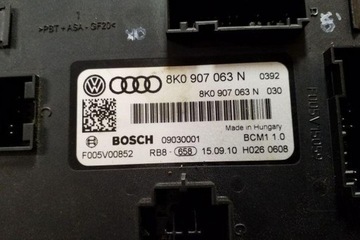 >PBT+ASA-GF20<
8K0 907 063 N 0392
8K0 907 063 N 030
Made in Hungary
BOSCH 09030001 BCM1 1.0
F005V00852 RB8- 658 15.09.10 H026 0608